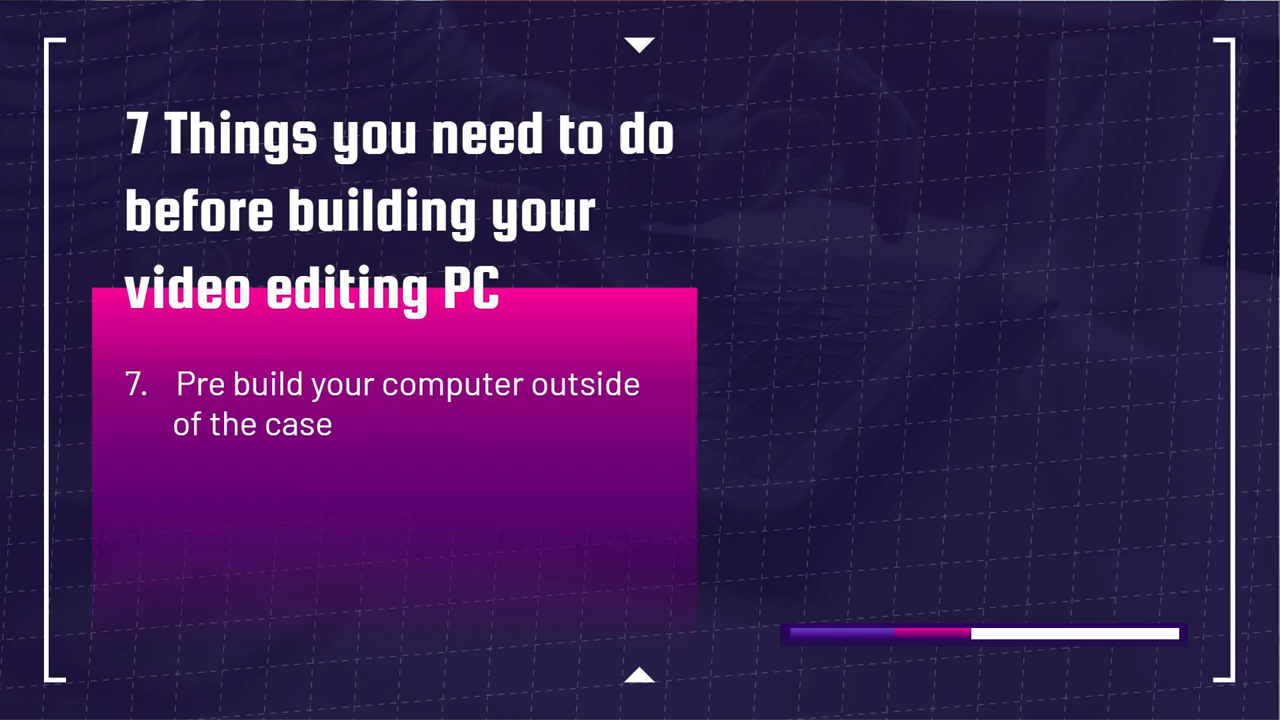 7 Things you need to do
before building your
video editing PC
7. Pre build your computer outside
of the case